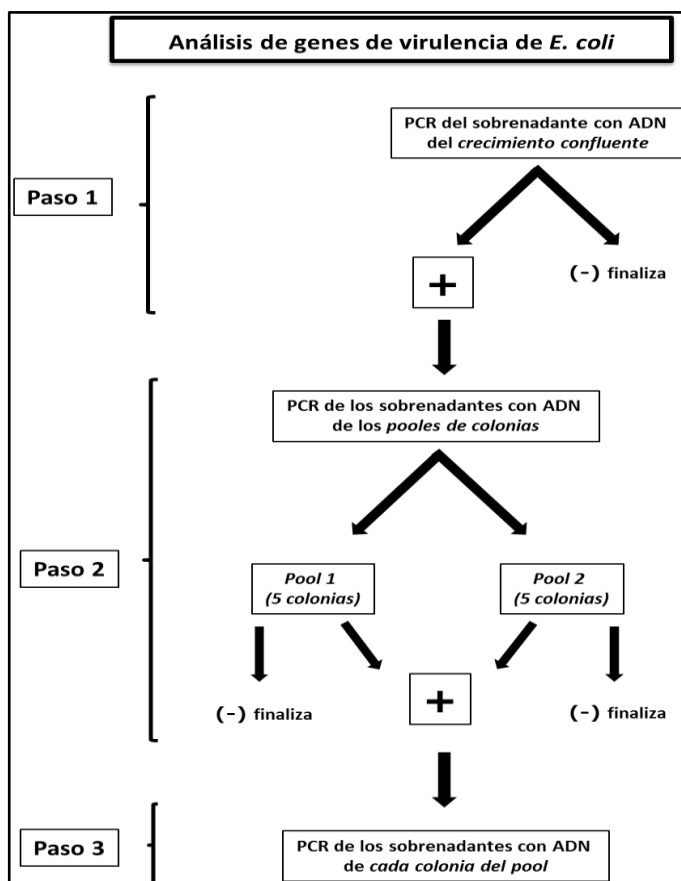 Análisis de genes de virulencia de E. coli
PCR del sobrenadante con ADN
del crecimiento confluente
Paso 1
+
(-) finaliza
PCR de los sobrenadantes con ADN
de los pooles de colonias
Paso 2
Pool 1
(5 colonias)
Pool 2
(5 colonias)
(-) finaliza
+
(-) finaliza
Paso 3
PCR de los sobrenadantes con ADN
de cada colonia del pool